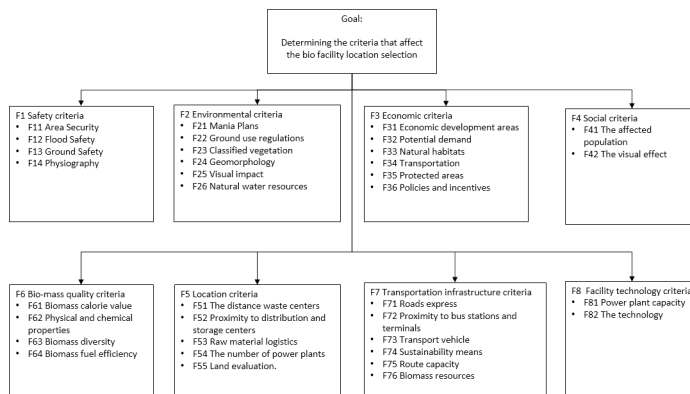 Goal:
Determining the criteria that affect
the bio facility location selection
F1 Safety criteria
• F11 Area Security
• F12 Flood Safety
• F13 Ground Safety
• F14 Physiography
F2 Environmental criteria
• F21 Mania Plans
• F22 Ground use regulations
• F23 Classified vegetation
• F24 Geomorphology
• F25 Visual impact
• F26 Natural water resources
F3 Economic criteria
• F31 Economic development areas
• F32 Potential demand
• F33 Natural habitats
• F34 Transportation
• F35 Protected areas
• F36 Policies and incentives
F4 Social criteria
• F41 The affected
population
• F42 The visual effect
F6 Bio-mass quality criteria
• F61 Biomass calorie value
• F62 Physical and chemical
properties
• F63 Biomass diversity
• F64 Biomass fuel efficiency
F5 Location criteria
• F51 The distance waste centers
• F52 Proximity to distribution and
storage centers
• F53 Raw material logistics
• F54 The number of power plants
• F55 Land evaluation.
F7 Transportation infrastructure criteria
• F71 Roads express
• F72 Proximity to bus stations and
terminals
• F73 Transport vehicle
• F74 Sustainability means
• F75 Route capacity
• F76 Biomass resources
F8 Facility technology criteria
• F81 Power plant capacity
• F82 The technology